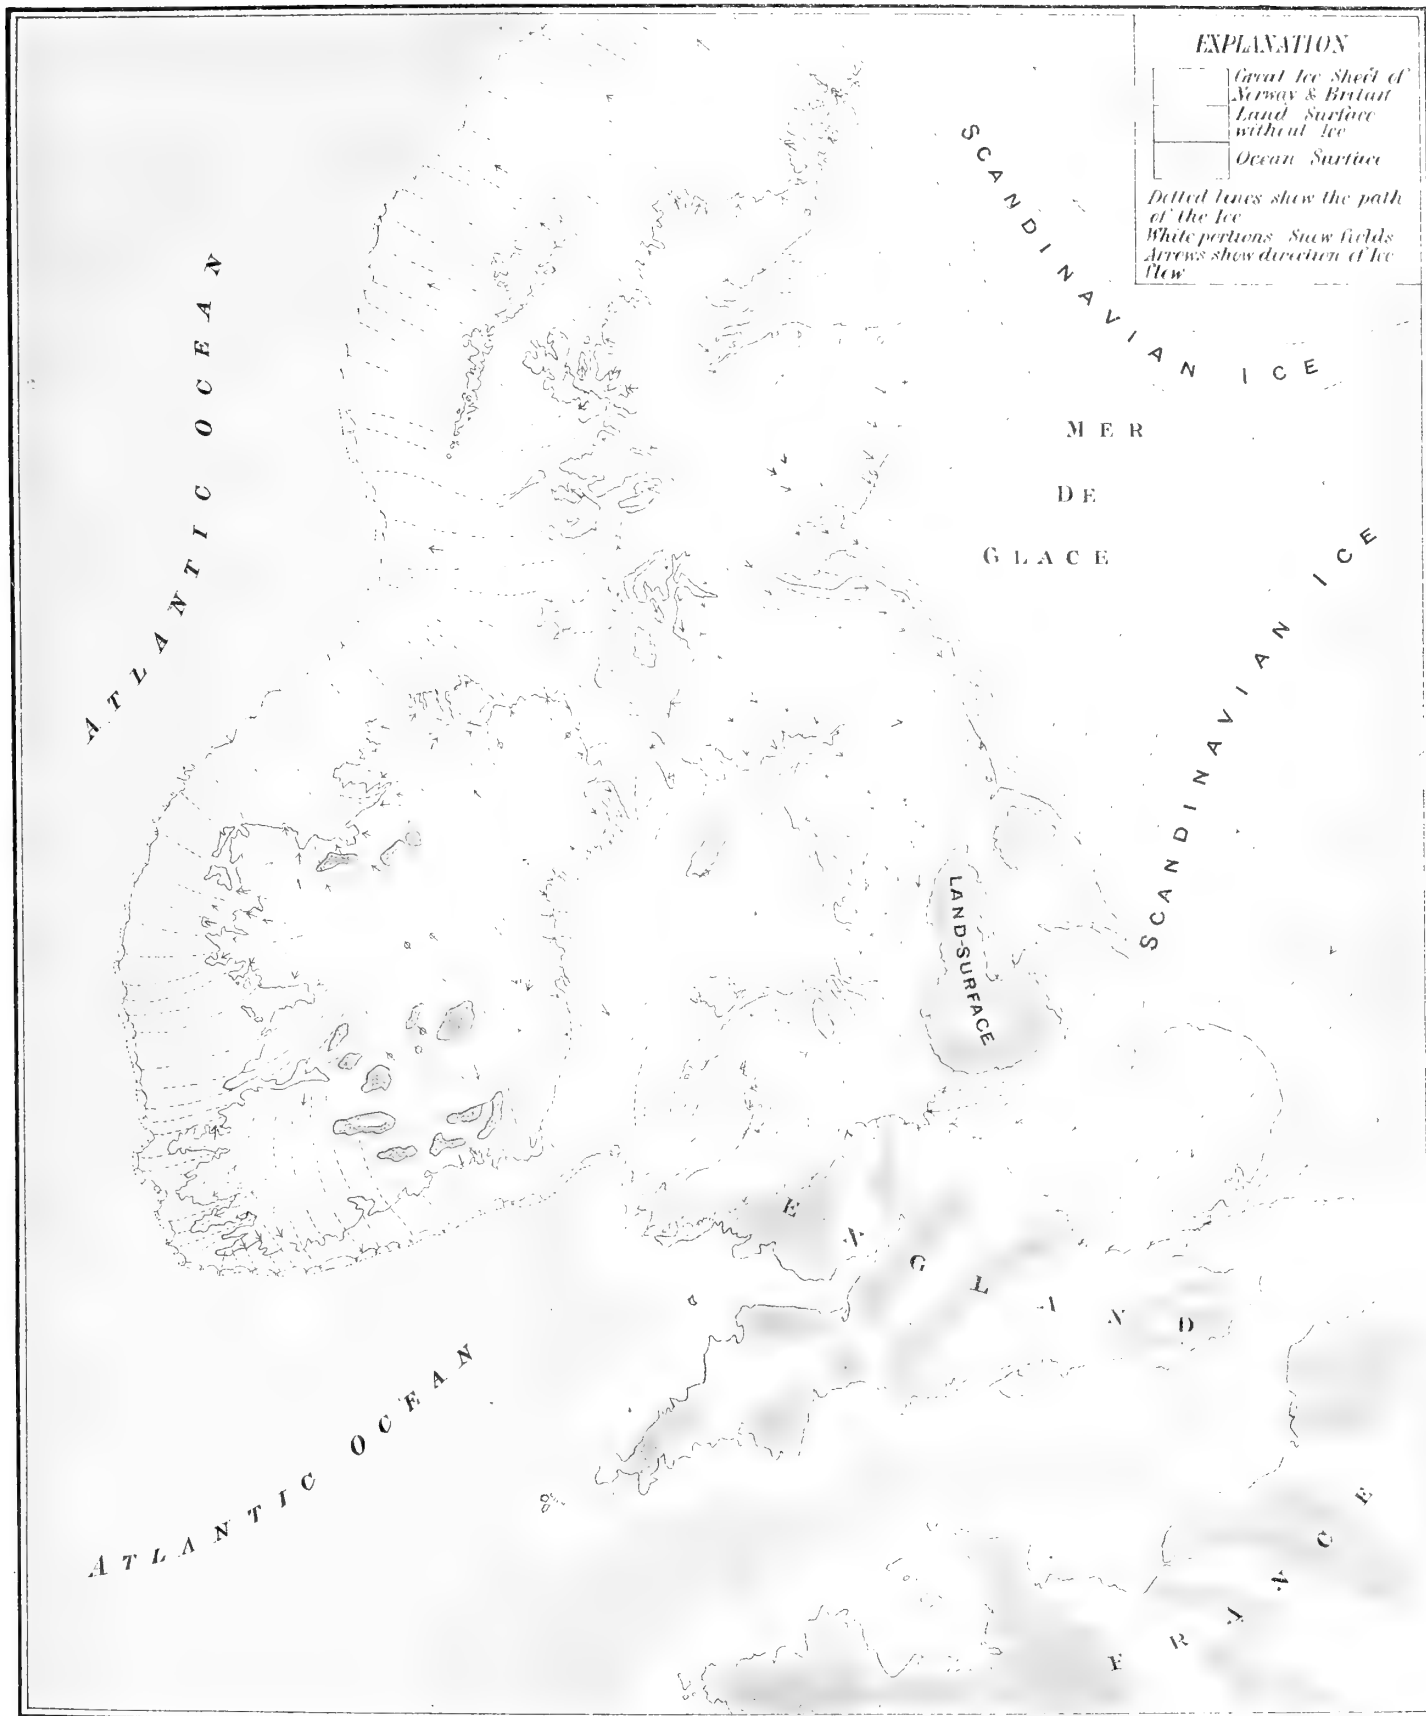 EXPLANATION
Great Ice Sheet of
Norway & Britain
Land Surface
without Ice
Ocean Surface
Dotted lines show the path
of the Ice
White portions Snow fields
Arrows show direction of Ice
flow
SCANDINAVIAN ICE
ATLANTIC OCEAN
MER
DE
GLACE
SCANDINAVIAN ICE
LAND-SURFACE
ENGLAND
ATLANTIC OCEAN
FRANCE